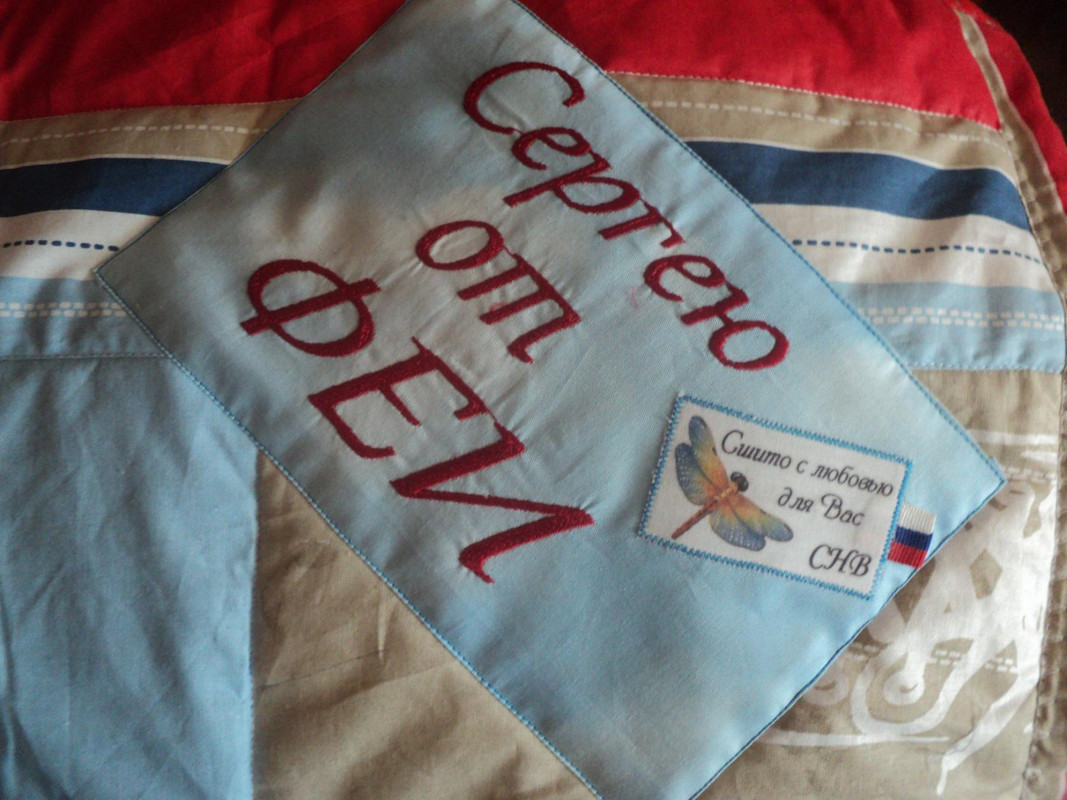 Сергею
от
ФЕИ
Сшито с любовью
для Вас
СНВ